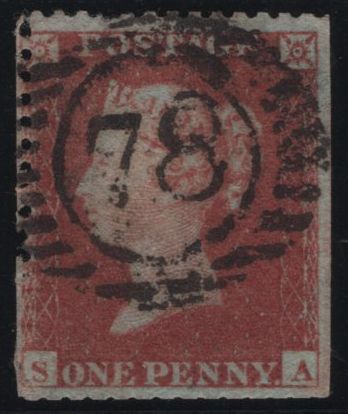 POSTAGE
78
S ONE PENNY. A